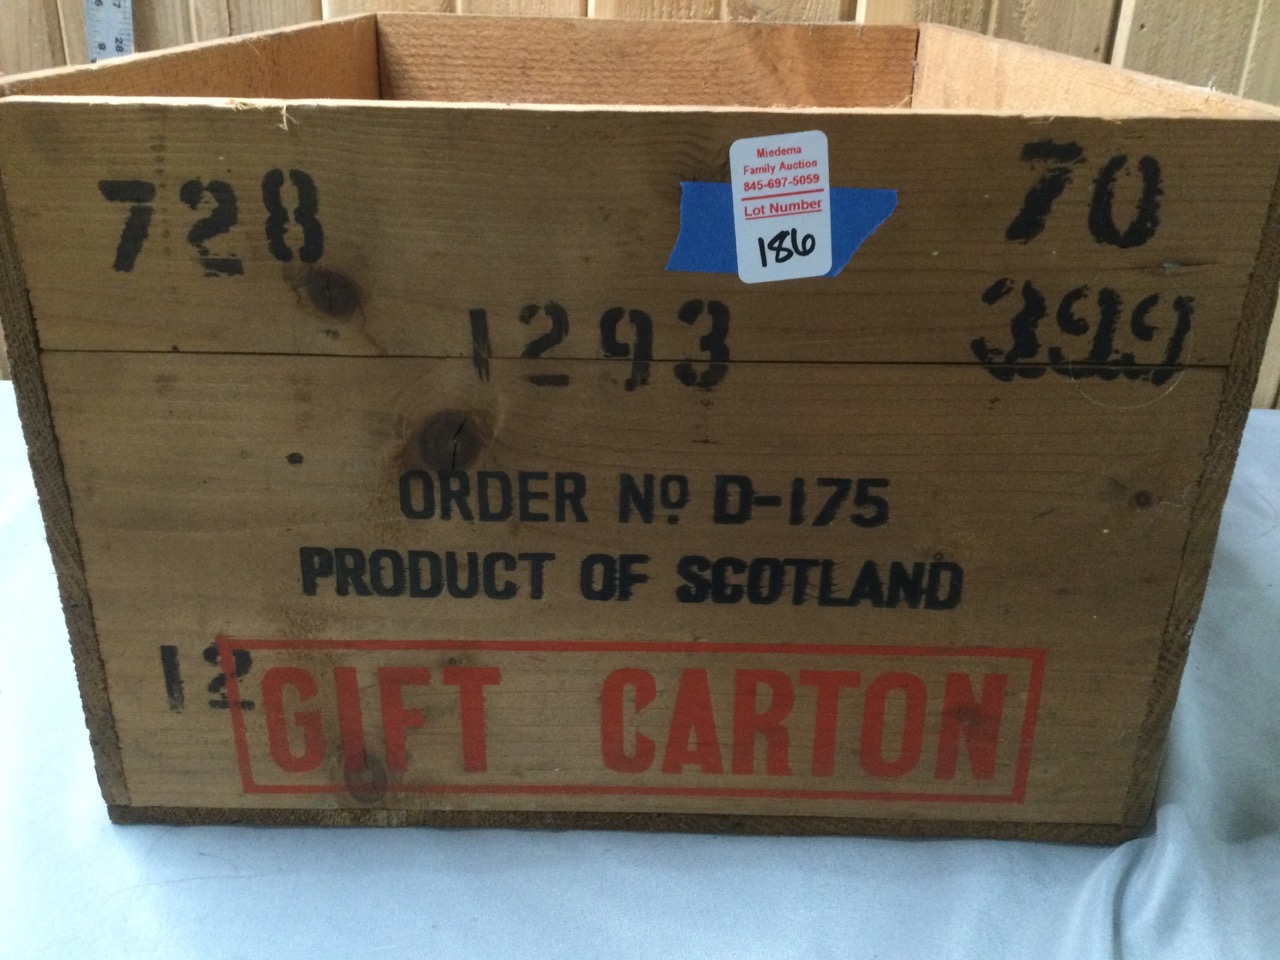 728
70
Miedema
Family Auction
845-697-5059
Lot Number
186
1293
399
ORDER Nº D-175
PRODUCT OF SCOTLAND
12
GIFT CARTON
28